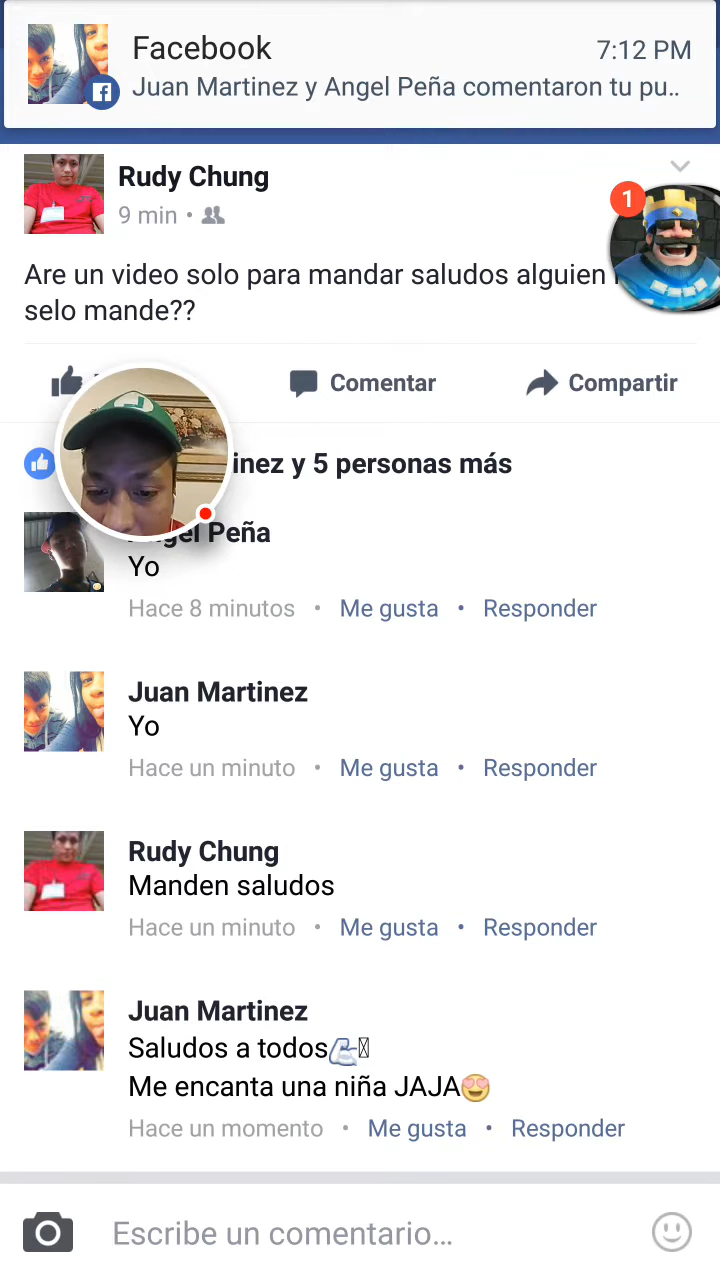 Facebook
7:12 PM
Juan Martinez y Angel Peña comentaron tu pu..
Rudy Chung
9 min •
1
Are un video solo para mandar saludos alguien
selo mande??
Comentar
Compartir
inez y 5 personas más
Angel Peña
Yo
Hace 8 minutos • Me gusta • Responder
Juan Martinez
Yo
Hace un minuto • Me gusta • Responder
Rudy Chung
Manden saludos
Hace un minuto • Me gusta • Responder
Juan Martinez
Saludos a todos
Me encanta una niña JAJA😍
Hace un momento • Me gusta • Responder
Escribe un comentario...